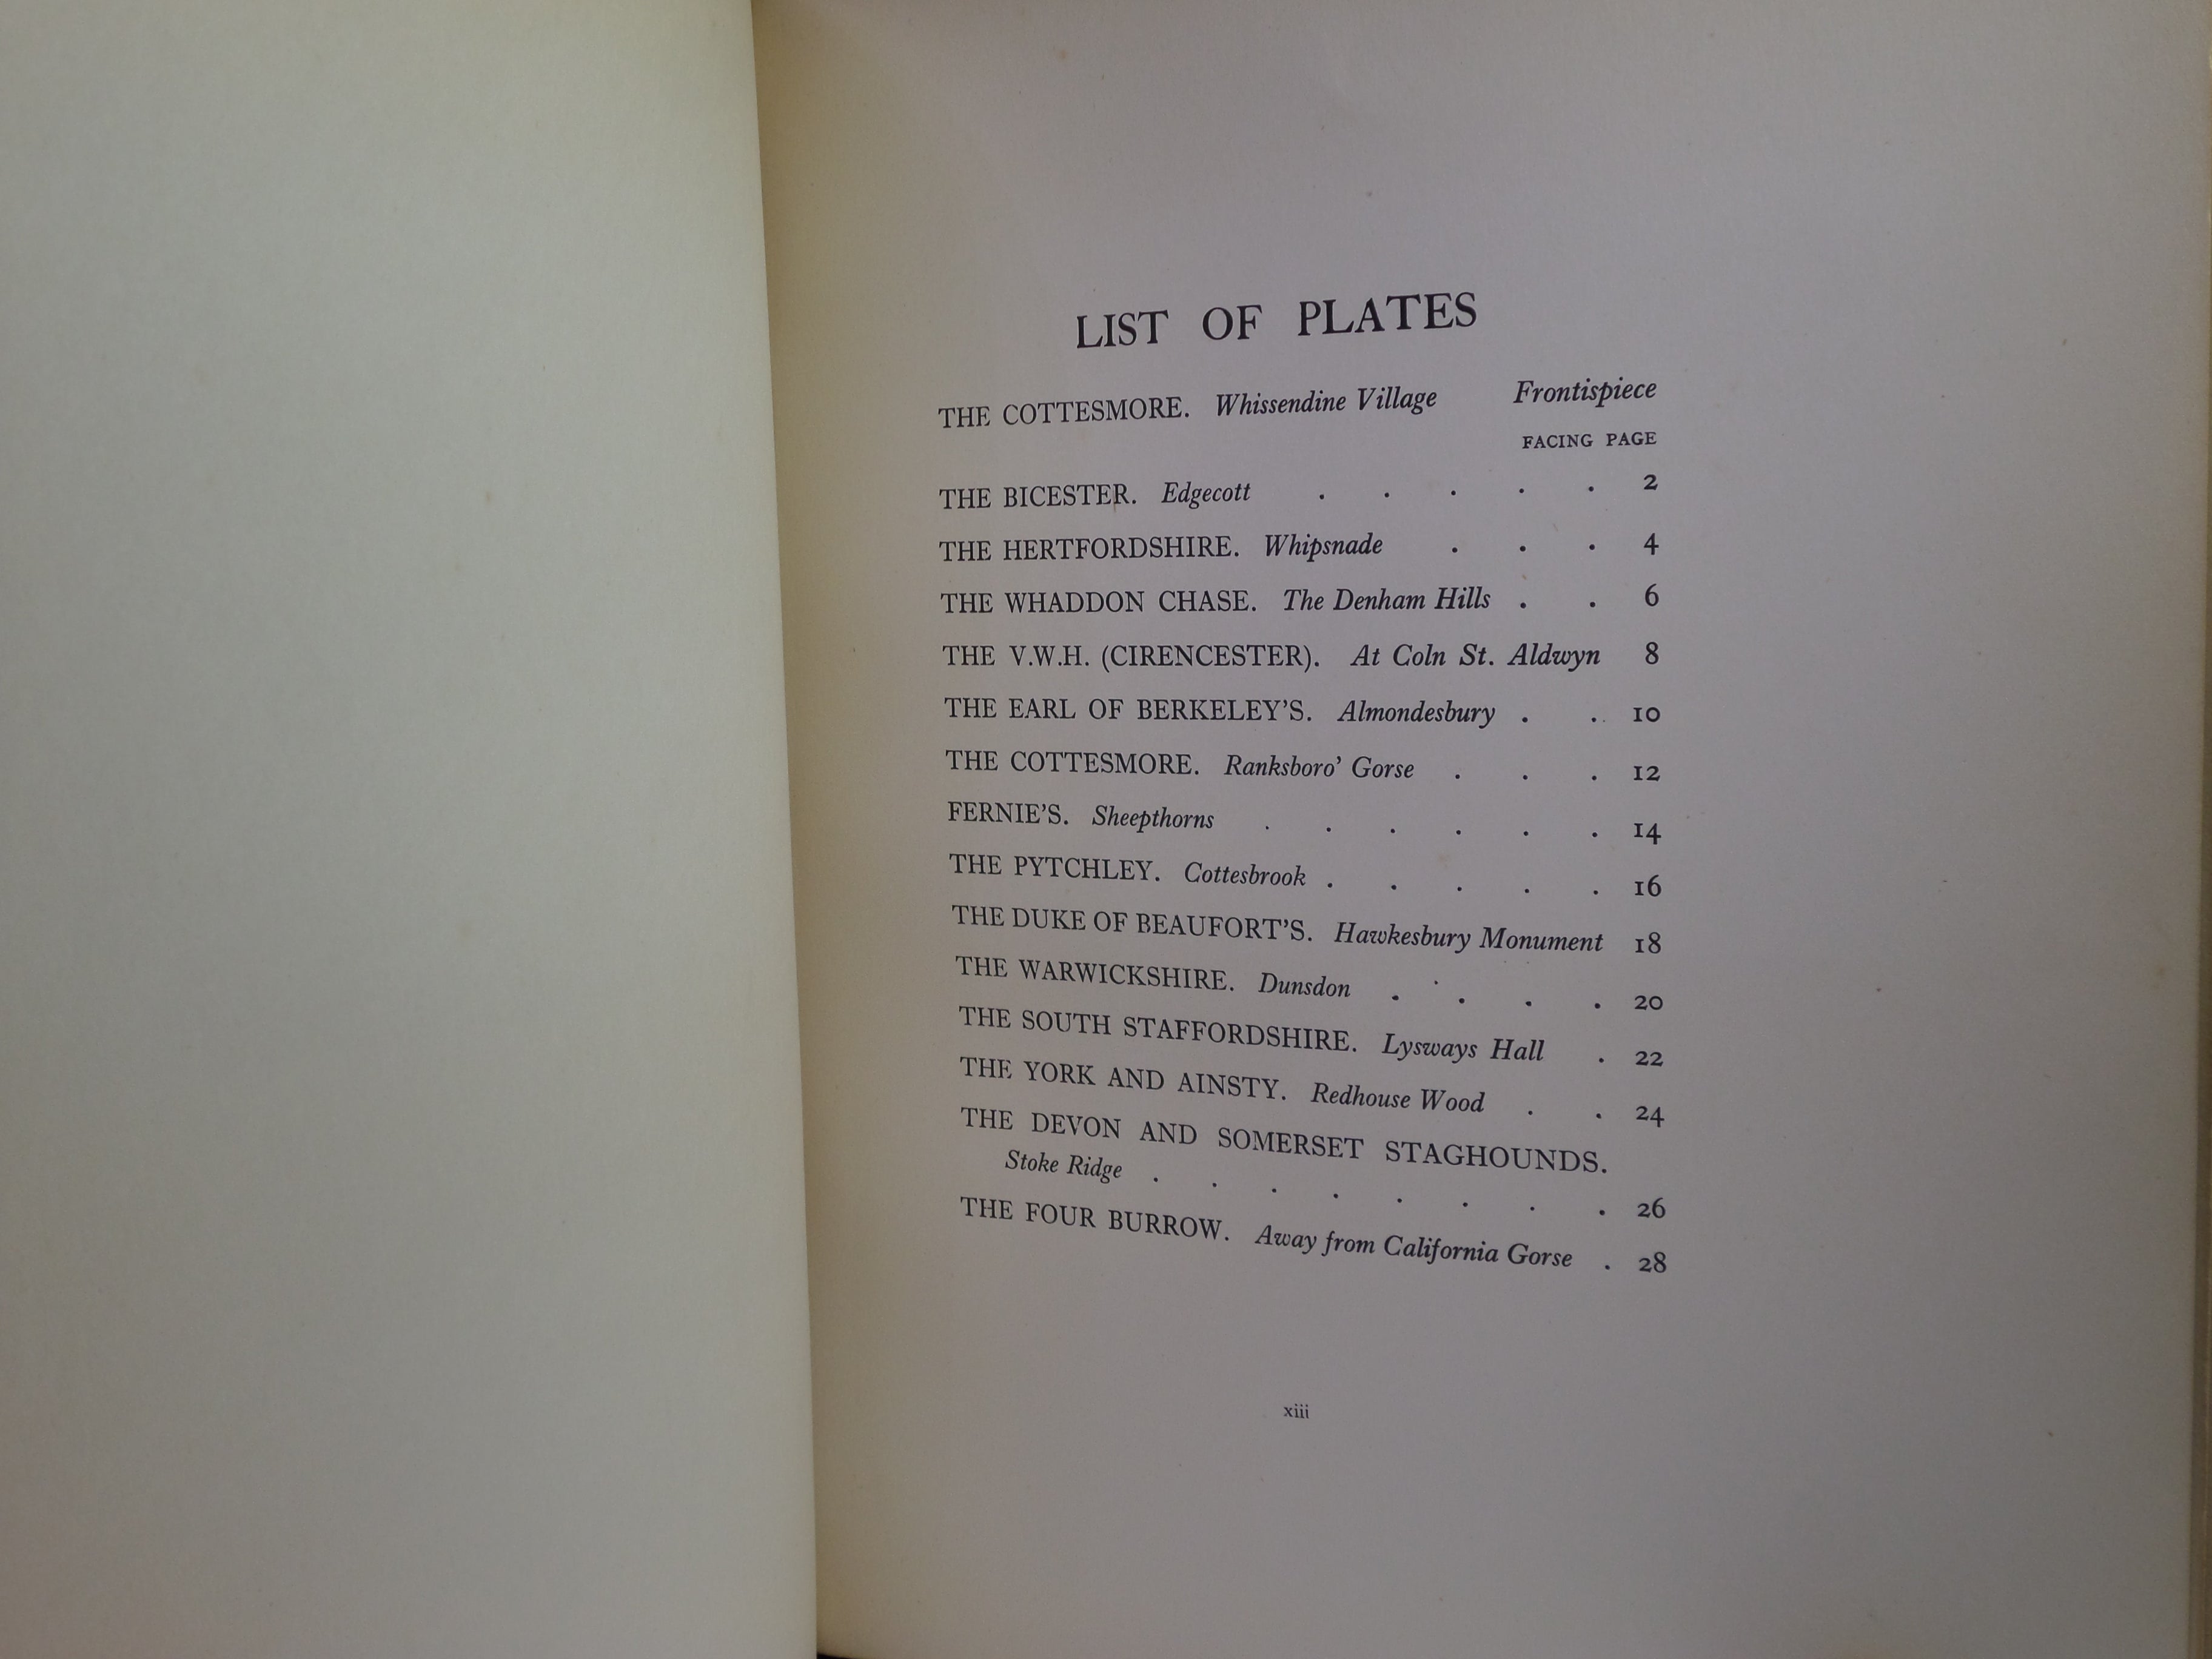 LIST OF PLATES
THE COTTESMORE. Whissendine Village Frontispiece
FACING PAGE
THE BICESTER. Edgecott . . . . . 2
THE HERTFORDSHIRE. Whipsnade . . . 4
THE WHADDON CHASE. The Denham Hills . . 6
THE V.W.H. (CIRENCESTER). At Coln St. Aldwyn 8
THE EARL OF BERKELEY'S. Almondesbury . . 10
THE COTTESMORE. Ranksboro' Gorse . . . 12
FERNIE'S. Sheepthorns . . . . . . 14
THE PYTCHLEY. Cottesbrook . . . . . 16
THE DUKE OF BEAUFORT'S. Hawkesbury Monument 18
THE WARWICKSHIRE. Dunsdon . . . . 20
THE SOUTH STAFFORDSHIRE. Lysways Hall . 22
THE YORK AND AINSTY. Redhouse Wood . . 24
THE DEVON AND SOMERSET STAGHOUNDS.
Stoke Ridge . . . . . . . . 26
THE FOUR BURROW. Away from California Gorse . 28
xiii